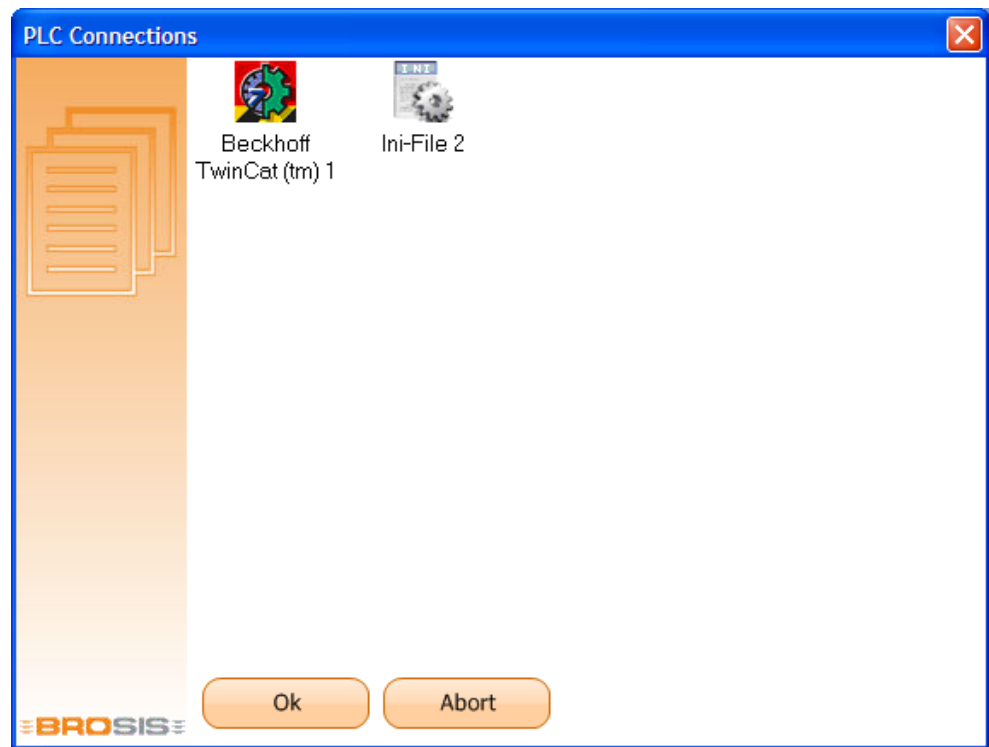 PLC Connections
INI
Beckhoff
TwinCat (tm) 1
Ini-File 2
Ok
Abort
BROSIS